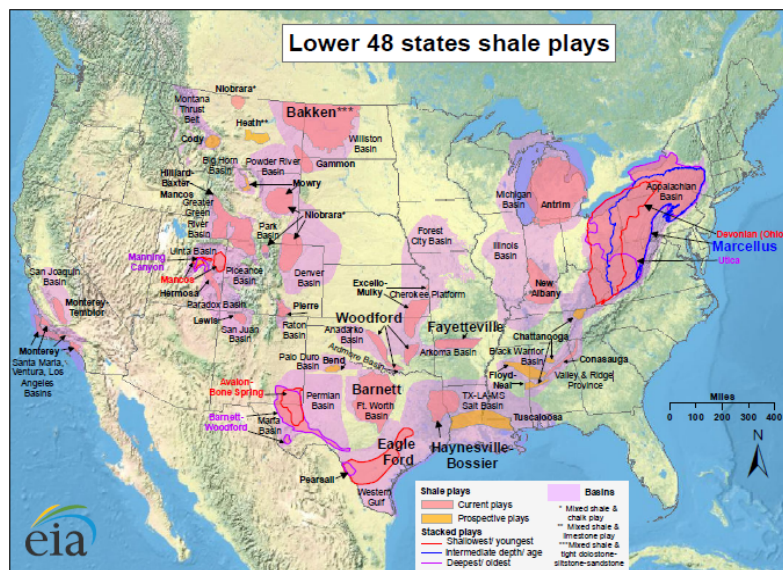 Lower 48 states shale plays
Niobrara*
Montana
Thrust
Belt
Bakken***
Heath**
Cody
Williston
Basin
Big Horn
Basin
Powder River
Basin
Gammon
Hilliard-
Baxter
Mancos
Mowry
Greater
Green
River
Basin
Park
Basin
Niobrara*
Michigan
Basin
Antrim
Appalachian
Basin
Devonian (Ohio)
Marcellus
Utica
Forest
City Basin
Illinois
Basin
Manning
Canyon
Uinta Basin
Piceance
Basin
Denver
Basin
Mancos
San Joaquin
Basin
Hermosa
Paradox Basin
Excello-
Mulky
Cherokee Platform
New
Albany
Monterey-
Temblor
Pierre
Lewis
San Juan
Basin
Raton
Basin
Woodford
Anadarko
Basin
Fayetteville
Chattanooga
Monterey
Santa Maria,
Ventura, Los
Angeles
Basins
Palo Duro
Basin
Bend
Ardmore Basin
Arkoma Basin
Black Warrior
Basin
Conasauga
Floyd-
Neal
Valley & Ridge
Province
Avalon-
Bone Spring
Permian
Basin
Barnett
Ft. Worth
Basin
TX-LA-MS
Salt Basin
Tuscaloosa
Barnett-
Woodford
Marfa
Basin
Eagle
Ford
Haynesville-
Bossier
Pearsall
Western
Gulf
Miles
0 100 200 300 400
N
Shale plays
Current plays
Prospective plays
Stacked plays
Shallowest/ youngest
Intermediate depth/ age
Deepest/ oldest
Basins
* Mixed shale &
chalk play
** Mixed shale &
limestone play
***Mixed shale &
tight dolostone-
siltstone-sandstone
eia